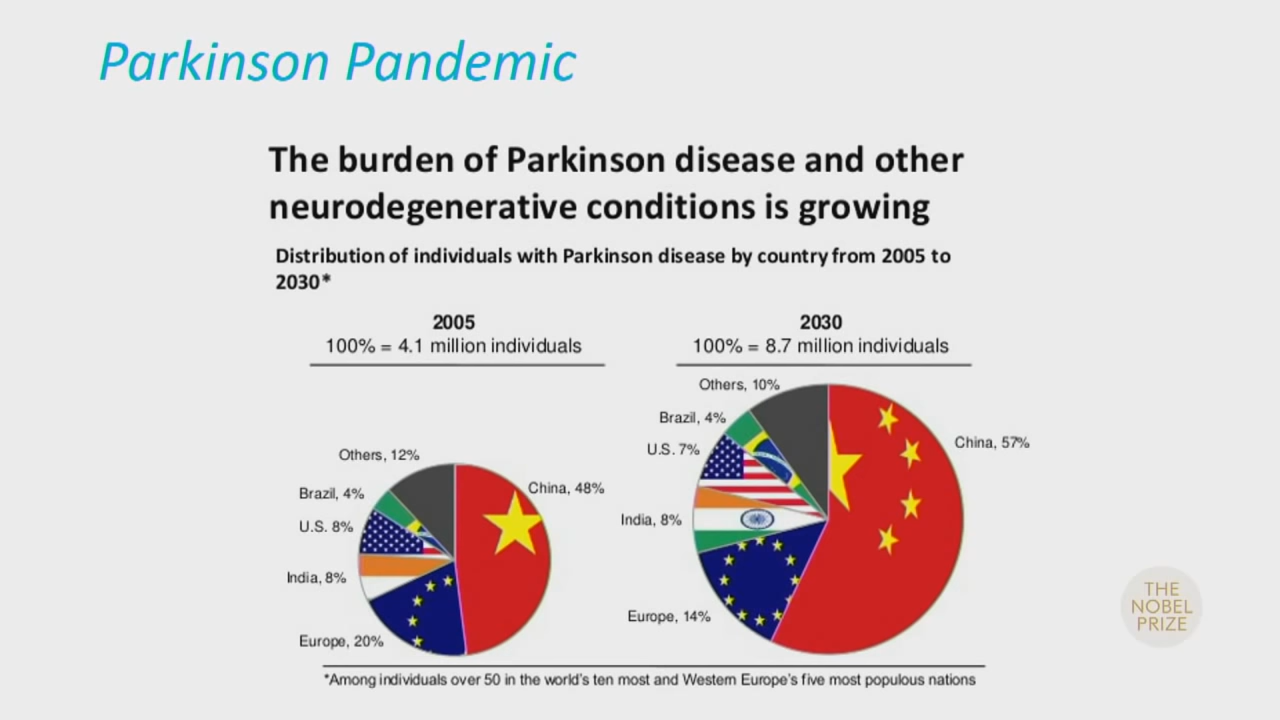 Parkinson Pandemic
The burden of Parkinson disease and other
neurodegenerative conditions is growing
Distribution of individuals with Parkinson disease by country from 2005 to
2030*
2005
100% = 4.1 million individuals
Others, 12%
Brazil, 4%
China, 48%
U.S. 8%
India, 8%
Europe, 20%
2030
100% = 8.7 million individuals
Others, 10%
Brazil, 4%
China, 57%
U.S. 7%
India, 8%
Europe, 14%
*Among individuals over 50 in the world's ten most and Western Europe's five most populous nations
THE
NOBEL
PRIZE